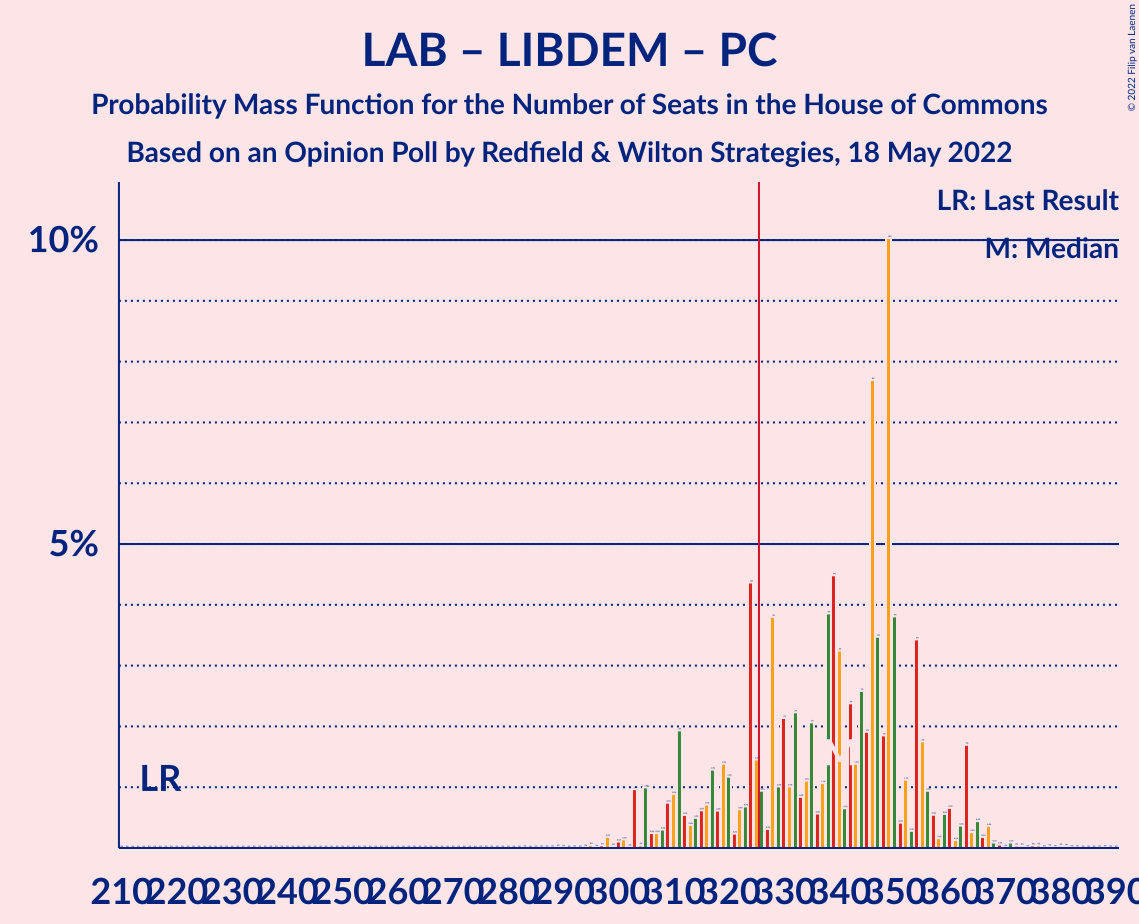 LAB – LIBDEM – PC
Probability Mass Function for the Number of Seats in the House of Commons
Based on an Opinion Poll by Redfield & Wilton Strategies, 18 May 2022
© 2022 Filip van Laenen
LR: Last Result
M: Median
10%
5%
LR
M
210 220 230 240 250 260 270 280 290 300 310 320 330 340 350 360 370 380 390